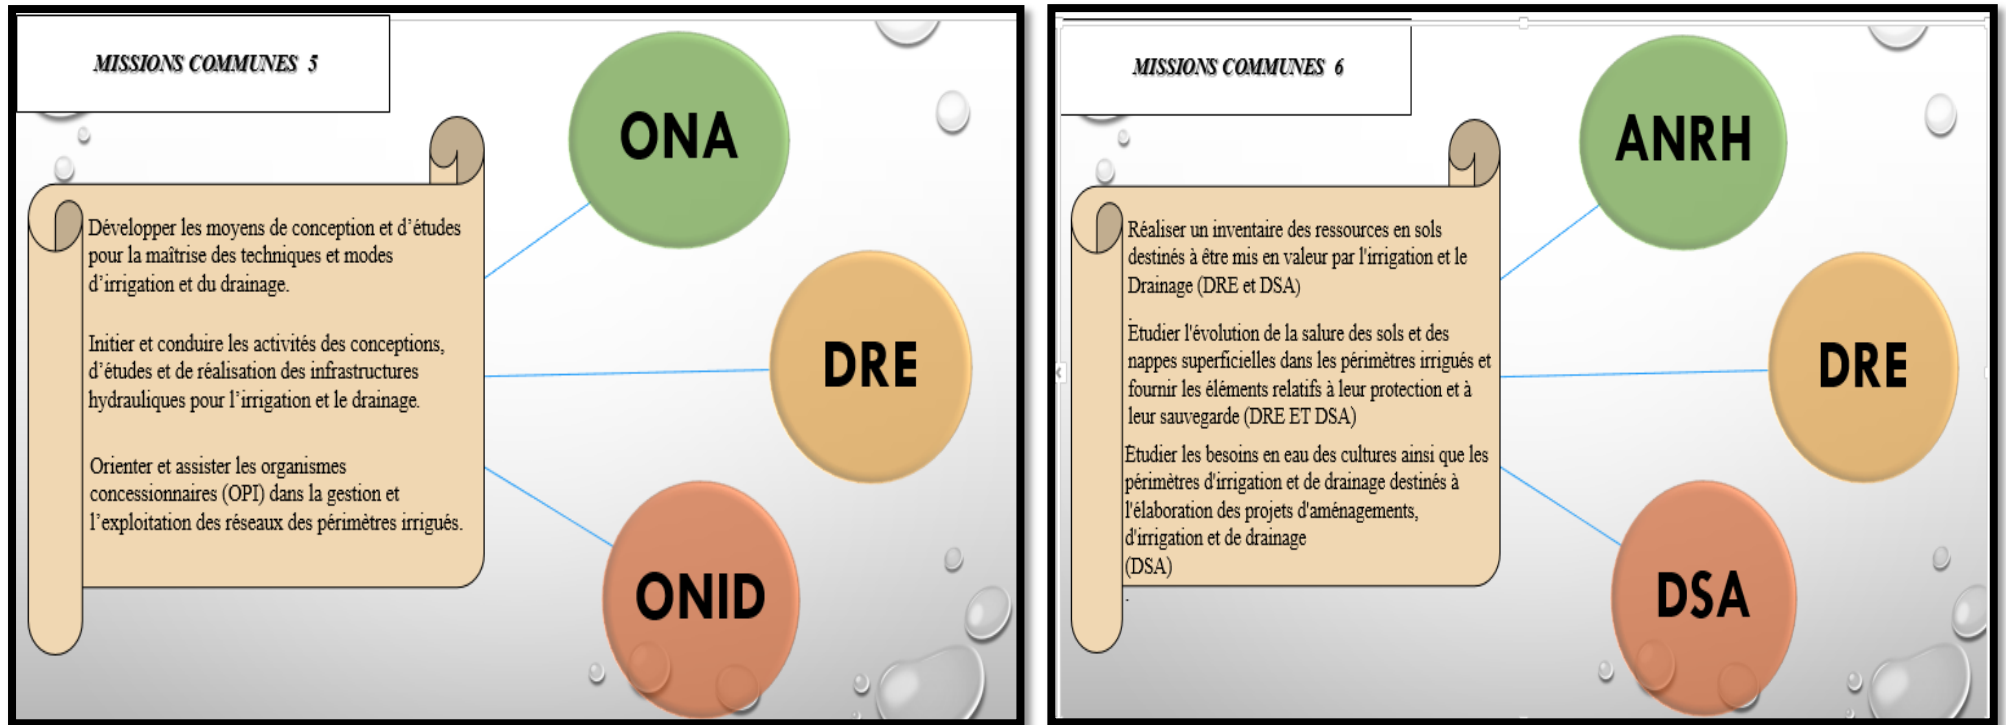 MISSIONS COMMUNES 5
Développer les moyens de conception et d’études
pour la maîtrise des techniques et modes
d’irrigation et du drainage.
Initier et conduire les activités des conceptions,
d’études et de réalisation des infrastructures
hydrauliques pour l’irrigation et le drainage.
Orienter et assister les organismes
concessionnaires (OPI) dans la gestion et
l’exploitation des réseaux des périmètres irrigués.
ONA
DRE
ONID
MISSIONS COMMUNES 6
Réaliser un inventaire des ressources en sols
destinés à être mis en valeur par l'irrigation et le
Drainage (DRE et DSA)
.
Etudier l'évolution de la salure des sols et des
nappes superficielles dans les périmètres irrigués et
fournir les éléments relatifs à leur protection et à
leur sauvegarde (DRE ET DSA)
.
Etudier les besoins en eau des cultures ainsi que les
périmètres d'irrigation et de drainage destinés à
l'élaboration des projets d'aménagements,
d'irrigation et de drainage
(DSA)
.
ANRH
DRE
DSA